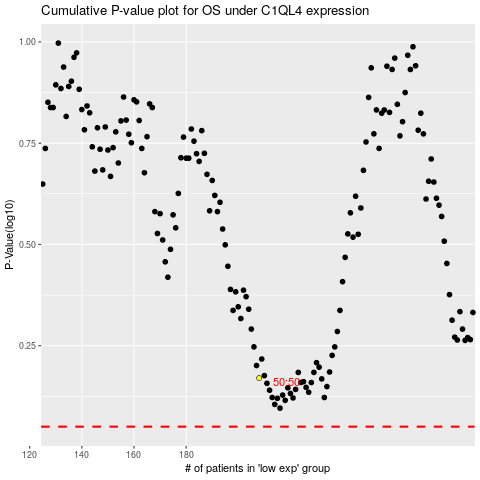 Cumulative P-value plot for OS under C1QL4 expression
1.00
0.75
0.50
0.25
P-Value(log10)
50:50
120 140 160 180
# of patients in 'low exp' group